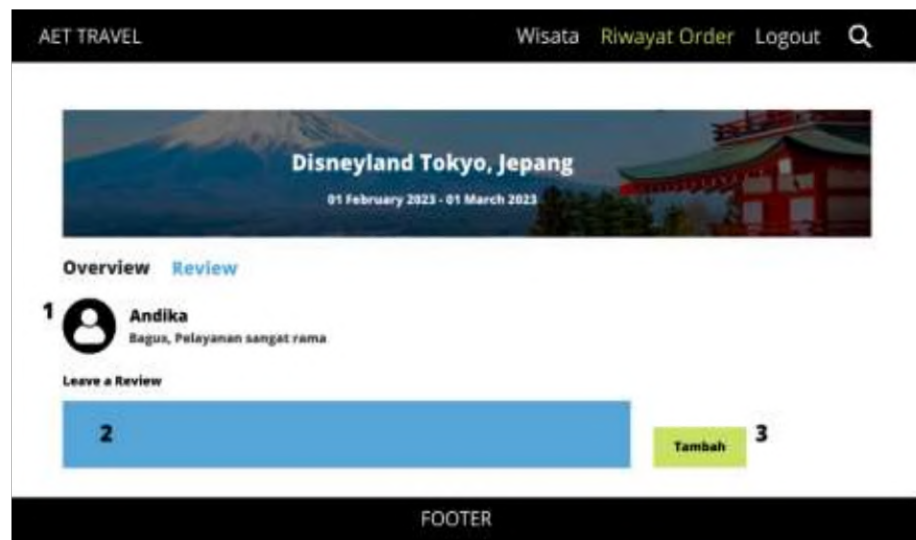 AET TRAVEL Wisata Riwayat Order Logout
Disneyland Tokyo, Jepang
01 February 2023 - 01 March 2023
Overview Review
1
Andika
Bagus, Pelayanan sangat rama
Leave a Review
2
Tambah 3
FOOTER